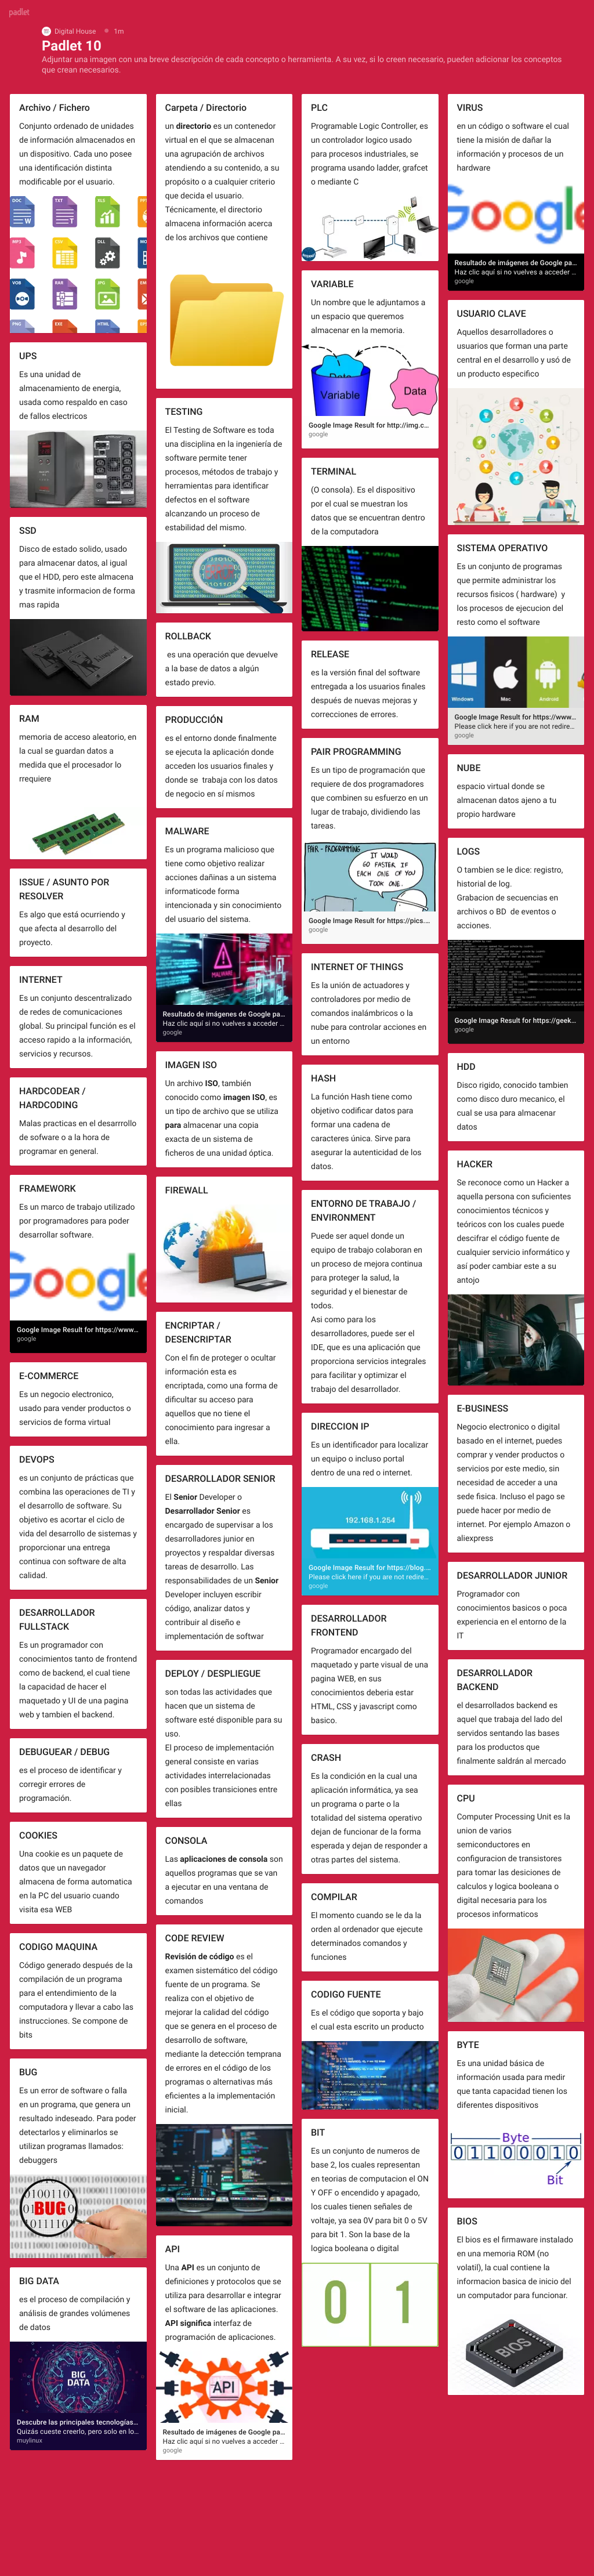 padlet
Digital House
1m
Padlet 10
Adjuntar una imagen con una breve descripción de cada concepto o herramienta. A su vez, si lo creen necesario, pueden adicionar los conceptos
que crean necesarios.
Archivo / Fichero
Conjunto ordenado de unidades
de información almacenados en
un dispositivo. Cada uno posee
una identificación distinta
modificable por el usuario.
DOC
TXT
XLS
MP3
DLL
VOB
RAR
JPG
PNG
EXE
HTML
UPS
Es una unidad de
almacenamiento de energia,
usada como respaldo en caso
de fallos electricos
SSD
Disco de estado solido, usado
para almacenar datos, al igual
que el HDD, pero este almacena
y trasmite informacion de forma
mas rapida
RAM
memoria de acceso aleatorio, en
la cual se guardan datos a
medida que el procesador lo
rrequiere
ISSUE / ASUNTO POR
RESOLVER
Es algo que está ocurriendo y
que afecta al desarrollo del
proyecto.
INTERNET
Es un conjunto descentralizado
de redes de comunicaciones
global. Su principal función es el
acceso rapido a la información,
servicios y recursos.
HARDCODEAR /
HARDCODING
Malas practicas en el desarrrollo
de sofware o a la hora de
programar en general.
FRAMEWORK
Es un marco de trabajo utilizado
por programadores para poder
desarrollar software.
Google
Google Image Result for https://www...
google
E-COMMERCE
Es un negocio electronico,
usado para vender productos o
servicios de forma virtual
DEVOPS
es un conjunto de prácticas que
combina las operaciones de TI y
el desarrollo de software. Su
objetivo es acortar el ciclo de
vida del desarrollo de sistemas y
proporcionar una entrega
continua con software de alta
calidad.
DESARROLLADOR
FULLSTACK
Es un programador con
conocimientos tanto de frontend
como de backend, el cual tiene
la capacidad de hacer el
maquetado y UI de una pagina
web y tambien el backend.
DEBUGUEAR / DEBUG
es el proceso de identificar y
corregir errores de
programación.
COOKIES
Una cookie es un paquete de
datos que un navegador
almacena de forma automatica
en la PC del usuario cuando
visita esa WEB
CODIGO MAQUINA
Código generado después de la
compilación de un programa
para el entendimiento de la
computadora y llevar a cabo las
instrucciones. Se compone de
bits
BUG
Es un error de software o falla
en un programa, que genera un
resultado indeseado. Para poder
detectarlos y eliminarlos se
utilizan programas llamados:
debuggers
BUG
BIG DATA
es el proceso de compilación y
análisis de grandes volúmenes
de datos
BIG
DATA
Descubre las principales tecnologías...
Quizás cueste creerlo, pero solo en lo...
muylinux
Carpeta / Directorio
un directorio es un contenedor
virtual en el que se almacenan
una agrupación de archivos
atendiendo a su contenido, a su
propósito o a cualquier criterio
que decida el usuario.
Técnicamente, el directorio
almacena información acerca
de los archivos que contiene
TESTING
El Testing de Software es toda
una disciplina en la ingeniería de
software permite tener
procesos, métodos de trabajo y
herramientas para identificar
defectos en el software
alcanzando un proceso de
estabilidad del mismo.
ROLLBACK
es una operación que devuelve
a la base de datos a algún
estado previo.
PRODUCCIÓN
es el entorno donde finalmente
se ejecuta la aplicación donde
acceden los usuarios finales y
donde se trabaja con los datos
de negocio en sí mismos
MALWARE
Es un programa malicioso que
tiene como objetivo realizar
acciones dañinas a un sistema
informaticode forma
intencionada y sin conocimiento
del usuario del sistema.
MALWARE
Resultado de imágenes de Google pa...
Haz clic aquí si no vuelves a acceder ...
google
IMAGEN ISO
Un archivo ISO, también
conocido como imagen ISO, es
un tipo de archivo que se utiliza
para almacenar una copia
exacta de un sistema de
ficheros de una unidad óptica.
FIREWALL
ENCRIPTAR /
DESENCRIPTAR
Con el fin de proteger o ocultar
información esta es
encriptada, como una forma de
dificultar su acceso para
aquellos que no tiene el
conocimiento para ingresar a
ella.
DESARROLLADOR SENIOR
El Senior Developer o
Desarrollador Senior es
encargado de supervisar a los
desarrolladores junior en
proyectos y respaldar diversas
tareas de desarrollo. Las
responsabilidades de un Senior
Developer incluyen escribir
código, analizar datos y
contribuir al diseño e
implementación de softwar
DEPLOY / DESPLIEGUE
son todas las actividades que
hacen que un sistema de
software esté disponible para su
uso.
El proceso de implementación
general consiste en varias
actividades interrelacionadas
con posibles transiciones entre
ellas
CONSOLA
Las aplicaciones de consola son
aquellos programas que se van
a ejecutar en una ventana de
comandos
CODE REVIEW
Revisión de código es el
examen sistemático del código
fuente de un programa. Se
realiza con el objetivo de
mejorar la calidad del código
que se genera en el proceso de
desarrollo de software,
mediante la detección temprana
de errores en el código de los
programas o alternativas más
eficientes a la implementación
inicial.
API
Una API es un conjunto de
definiciones y protocolos que se
utiliza para desarrollar e integrar
el software de las aplicaciones.
API significa interfaz de
programación de aplicaciones.
API
Resultado de imágenes de Google pa...
Haz clic aquí si no vuelves a acceder ...
google
PLC
Programable Logic Controller, es
un controlador logico usado
para procesos industriales, se
programa usando ladder, grafcet
o mediante C
VARIABLE
Un nombre que le adjuntamos a
un espacio que queremos
almacenar en la memoria.
Data
Variable
Data
Google Image Result for http://img.c...
google
TERMINAL
(O consola). Es el dispositivo
por el cual se muestran los
datos que se encuentran dentro
de la computadora
RELEASE
es la versión final del software
entregada a los usuarios finales
después de nuevas mejoras y
correcciones de errores.
PAIR PROGRAMMING
Es un tipo de programación que
requiere de dos programadores
que combinen su esfuerzo en un
lugar de trabajo, dividiendo las
tareas.
PAIR - PROGRAMMING
IT WOULD
GO FASTER IF
EACH ONE OF YOU
TOOK ONE.
Google Image Result for https://pics....
google
INTERNET OF THINGS
Es la unión de actuadores y
controladores por medio de
comandos inalámbricos o la
nube para controlar acciones en
un entorno
HASH
La función Hash tiene como
objetivo codificar datos para
formar una cadena de
caracteres única. Sirve para
asegurar la autenticidad de los
datos.
ENTORNO DE TRABAJO /
ENVIRONMENT
Puede ser aquel donde un
equipo de trabajo colaboran en
un proceso de mejora continua
para proteger la salud, la
seguridad y el bienestar de
todos.
Asi como para los
desarrolladores, puede ser el
IDE, que es una aplicación que
proporciona servicios integrales
para facilitar y optimizar el
trabajo del desarrollador.
DIRECCION IP
Es un identificador para localizar
un equipo o incluso portal
dentro de una red o internet.
192.168.1.254
Google Image Result for https://blog....
Please click here if you are not redire...
google
DESARROLLADOR
FRONTEND
Programador encargado del
maquetado y parte visual de una
pagina WEB, en sus
conocimientos deberia estar
HTML, CSS y javascript como
basico.
CRASH
Es la condición en la cual una
aplicación informática, ya sea
un programa o parte o la
totalidad del sistema operativo
dejan de funcionar de la forma
esperada y dejan de responder a
otras partes del sistema.
COMPILAR
El momento cuando se le da la
orden al ordenador que ejecute
determinados comandos y
funciones
CODIGO FUENTE
Es el código que soporta y bajo
el cual esta escrito un producto
BIT
Es un conjunto de numeros de
base 2, los cuales representan
en teorias de computacion el ON
Y OFF o encendido y apagado,
los cuales tienen señales de
voltaje, ya sea 0V para bit 0 o 5V
para bit 1. Son la base de la
logica booleana o digital
0 1
VIRUS
en un código o software el cual
tiene la misión de dañar la
información y procesos de un
hardware
Google
Resultado de imágenes de Google pa...
Haz clic aquí si no vuelves a acceder ...
google
USUARIO CLAVE
Aquellos desarrolladores o
usuarios que forman una parte
central en el desarrollo y usó de
un producto especifico
SISTEMA OPERATIVO
Es un conjunto de programas
que permite administrar los
recursos fisicos ( hardware) y
los procesos de ejecucion del
resto como el software
Windows
Mac
Android
Google Image Result for https://www...
Please click here if you are not redire...
google
NUBE
espacio virtual donde se
almacenan datos ajeno a tu
propio hardware
LOGS
O tambien se le dice: registro,
historial de log.
Grabacion de secuencias en
archivos o BD de eventos o
acciones.
Google Image Result for https://geek...
google
HDD
Disco rigido, conocido tambien
como disco duro mecanico, el
cual se usa para almacenar
datos
HACKER
Se reconoce como un Hacker a
aquella persona con suficientes
conocimientos técnicos y
teóricos con los cuales puede
descifrar el código fuente de
cualquier servicio informático y
así poder cambiar este a su
antojo
E-BUSINESS
Negocio electronico o digital
basado en el internet, puedes
comprar y vender productos o
servicios por este medio, sin
necesidad de acceder a una
sede fisica. Incluso el pago se
puede hacer por medio de
internet. Por ejemplo Amazon o
aliexpress
DESARROLLADOR JUNIOR
Programador con
conocimientos basicos o poca
experiencia en el entorno de la
IT
DESARROLLADOR
BACKEND
el desarrollados backend es
aquel que trabaja del lado del
servidos sentando las bases
para los productos que
finalmente saldrán al mercado
CPU
Computer Processing Unit es la
union de varios
semiconductores en
configuracion de transistores
para tomar las desiciones de
calculos y logica booleana o
digital necesaria para los
procesos informaticos
BYTE
Es una unidad básica de
información usada para medir
que tanta capacidad tienen los
diferentes dispositivos
Byte
0 1 1 0 0 0 1 0
Bit
BIOS
El bios es el firmaware instalado
en una memoria ROM (no
volatil), la cual contiene la
informacion basica de inicio del
un computador para funcionar.
BIOS